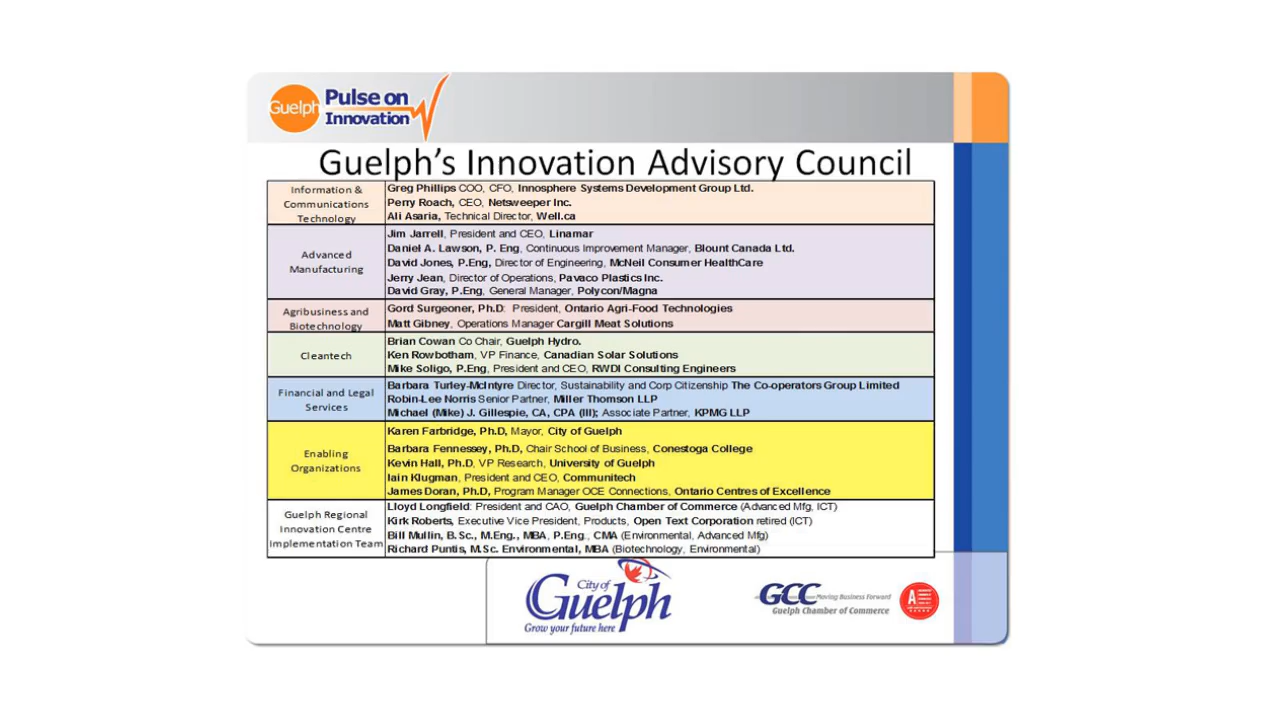 Guelph
Pulse on
Innovation
Guelph's Innovation Advisory Council
Information &
Communications
Technology
Greg Phillips COO, CFO, Innosphere Systems Development Group Ltd.
Perry Roach, CEO, Netsweeper Inc.
Ali Asaria, Technical Director, Well.ca
Advanced
Manufacturing
Jim Jarrell, President and CEO, Linamar
Daniel A. Lawson, P. Eng, Continuous Improvement Manager, Blount Canada Ltd.
David Jones, P.Eng, Director of Engineering, McNeil Consumer HealthCare
Jerry Jean, Director of Operations, Pavaco Plastics Inc.
David Gray, P.Eng, General Manager, Polycon/Magna
Agribusiness and
Biotechnology
Gord Surgeoner, Ph.D: President, Ontario Agri-Food Technologies
Matt Gibney, Operations Manager Cargill Meat Solutions
Cleantech
Brian Cowan Co Chair, Guelph Hydro.
Ken Rowbotham, VP Finance, Canadian Solar Solutions
Mike Soligo, P.Eng, President and CEO, RWDI Consulting Engineers
Financial and Legal
Services
Barbara Turley-McIntyre Director, Sustainability and Corp Citizenship The Co-operators Group Limited
Robin-Lee Norris Senior Partner, Miller Thomson LLP
Michael (Mike) J. Gillespie, CA, CPA (Ill); Associate Partner, KPMG LLP
Enabling
Organizations
Karen Farbridge, Ph.D, Mayor, City of Guelph
Barbara Fennessey, Ph.D, Chair School of Business, Conestoga College
Kevin Hall, Ph.D, VP Research, University of Guelph
Iain Klugman, President and CEO, Communitech
James Doran, Ph.D, Program Manager OCE Connections, Ontario Centres of Excellence
Guelph Regional
Innovation Centre
Implementation Team
Lloyd Longfield: President and CAO, Guelph Chamber of Commerce (Advanced Mfg, ICT)
Kirk Roberts, Executive Vice President, Products, Open Text Corporation retired (ICT)
Bill Mullin, B.Sc., M.Eng., MBA, P.Eng., CMA (Environmental, Advanced Mfg)
Richard Puntis, M.Sc. Environmental, MBA (Biotechnology, Environmental)
City of
Guelph
Grow your future here
GCC
Moving Business Forward
Guelph Chamber of Commerce
A